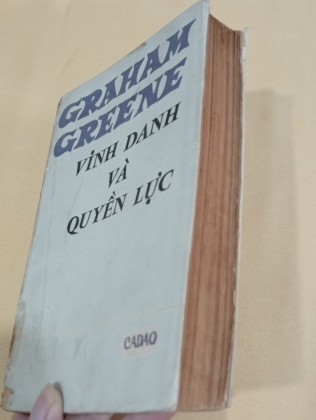 GRAHAM
GREENE
VINH DANH
VÀ
QUYỀN LỰC
CADAO